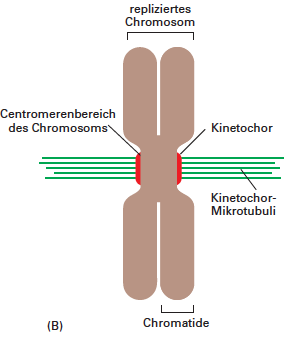 repliziertes
Chromosom
Centromerenbereich
des Chromosoms
Kinetochor
Kinetochor-
Mikrotubuli
Chromatide
(B)